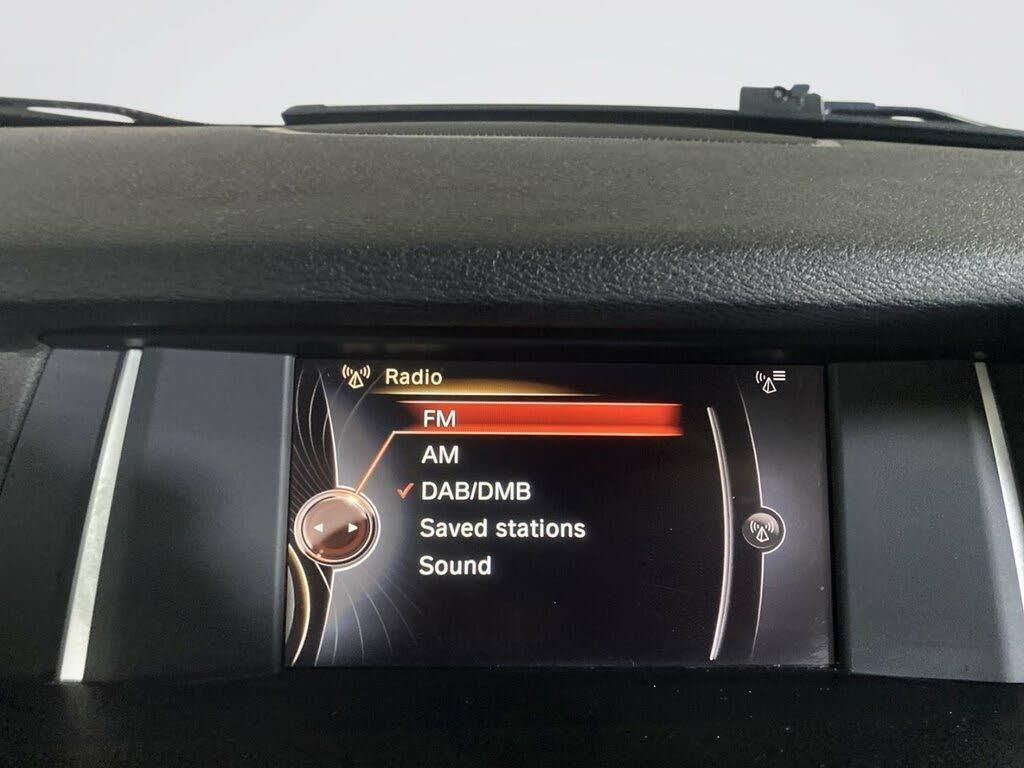 Radio
FM
AM
DAB/DMB
Saved stations
Sound